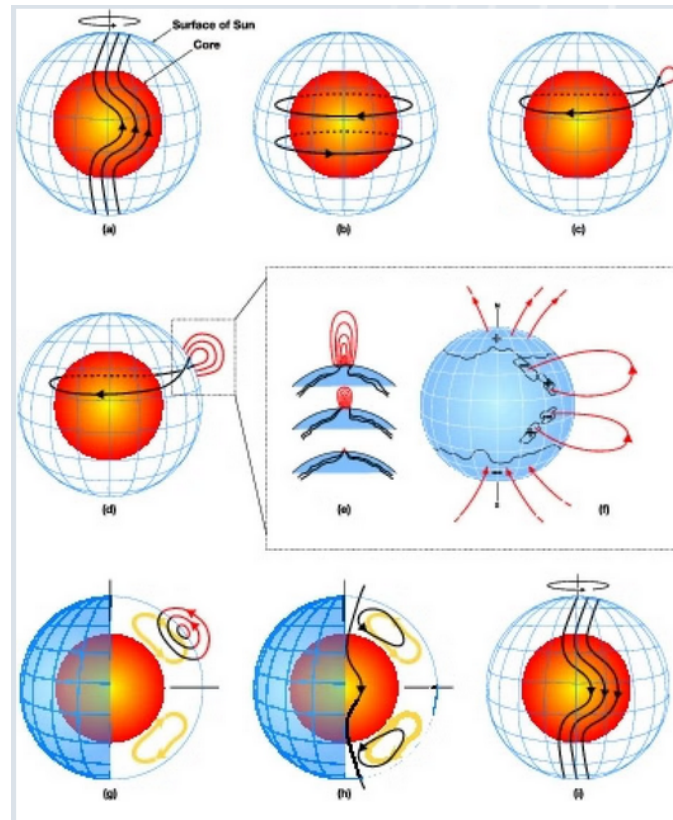 Surface of Sun
Core
(a)
(b)
(c)
(d)
(e)
N
+
S
(f)
(g)
(h)
(i)